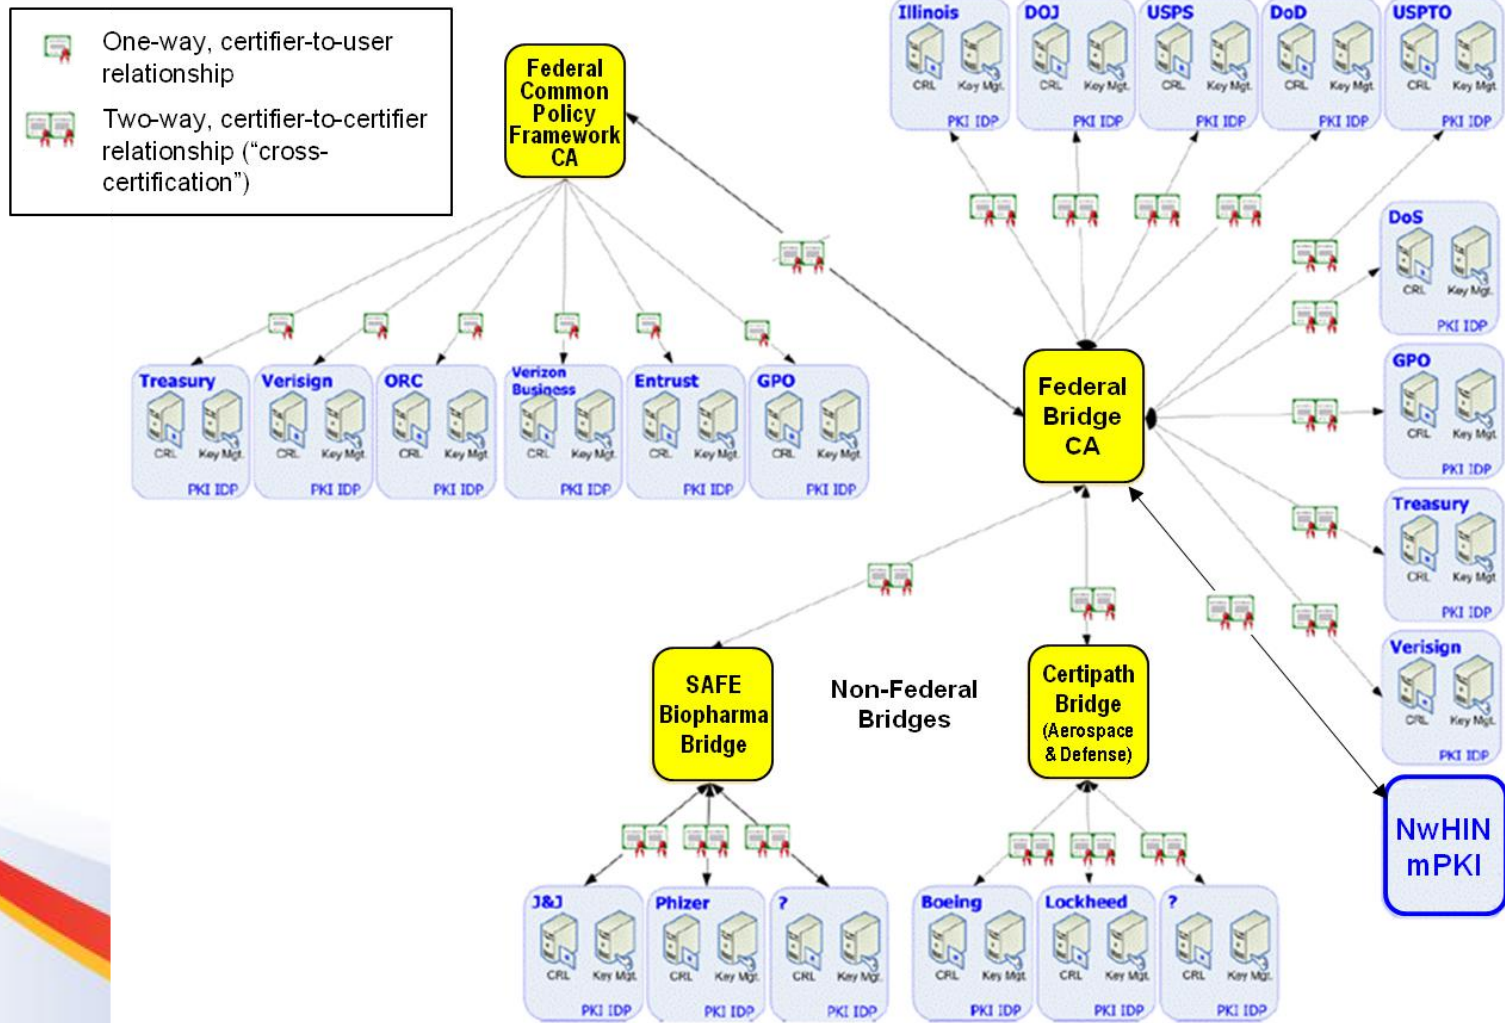 One-way, certifier-to-user
relationship
Two-way, certifier-to-certifier
relationship (“cross-
certification”)
Federal
Common
Policy
Framework
CA
Illinois
CRL Key Mgt.
PKI IDP
DOJ
CRL Key Mgt.
PKI IDP
USPS
CRL Key Mgt.
PKI IDP
DoD
CRL Key Mgt.
PKI IDP
USPTO
CRL Key Mgt.
PKI IDP
DoS
CRL Key Mgt.
PKI IDP
Treasury
CRL Key Mgt.
PKI IDP
Verisign
CRL Key Mgt.
PKI IDP
ORC
CRL Key Mgt.
PKI IDP
Verizon
Business
CRL Key Mgt.
PKI IDP
Entrust
CRL Key Mgt.
PKI IDP
GPO
CRL Key Mgt.
PKI IDP
Federal
Bridge
CA
GPO
CRL Key Mgt.
PKI IDP
Treasury
CRL Key Mgt.
PKI IDP
Verisign
CRL Key Mgt.
PKI IDP
SAFE
Biopharma
Bridge
Non-Federal
Bridges
Certipath
Bridge
(Aerospace
& Defense)
NwHIN
mPKI
J&J
CRL Key Mgt.
PKI IDP
Phizer
CRL Key Mgt.
PKI IDP
?
CRL Key Mgt.
PKI IDP
Boeing
CRL Key Mgt.
PKI IDP
Lockheed
CRL Key Mgt.
PKI IDP
?
CRL Key Mgt.
PKI IDP